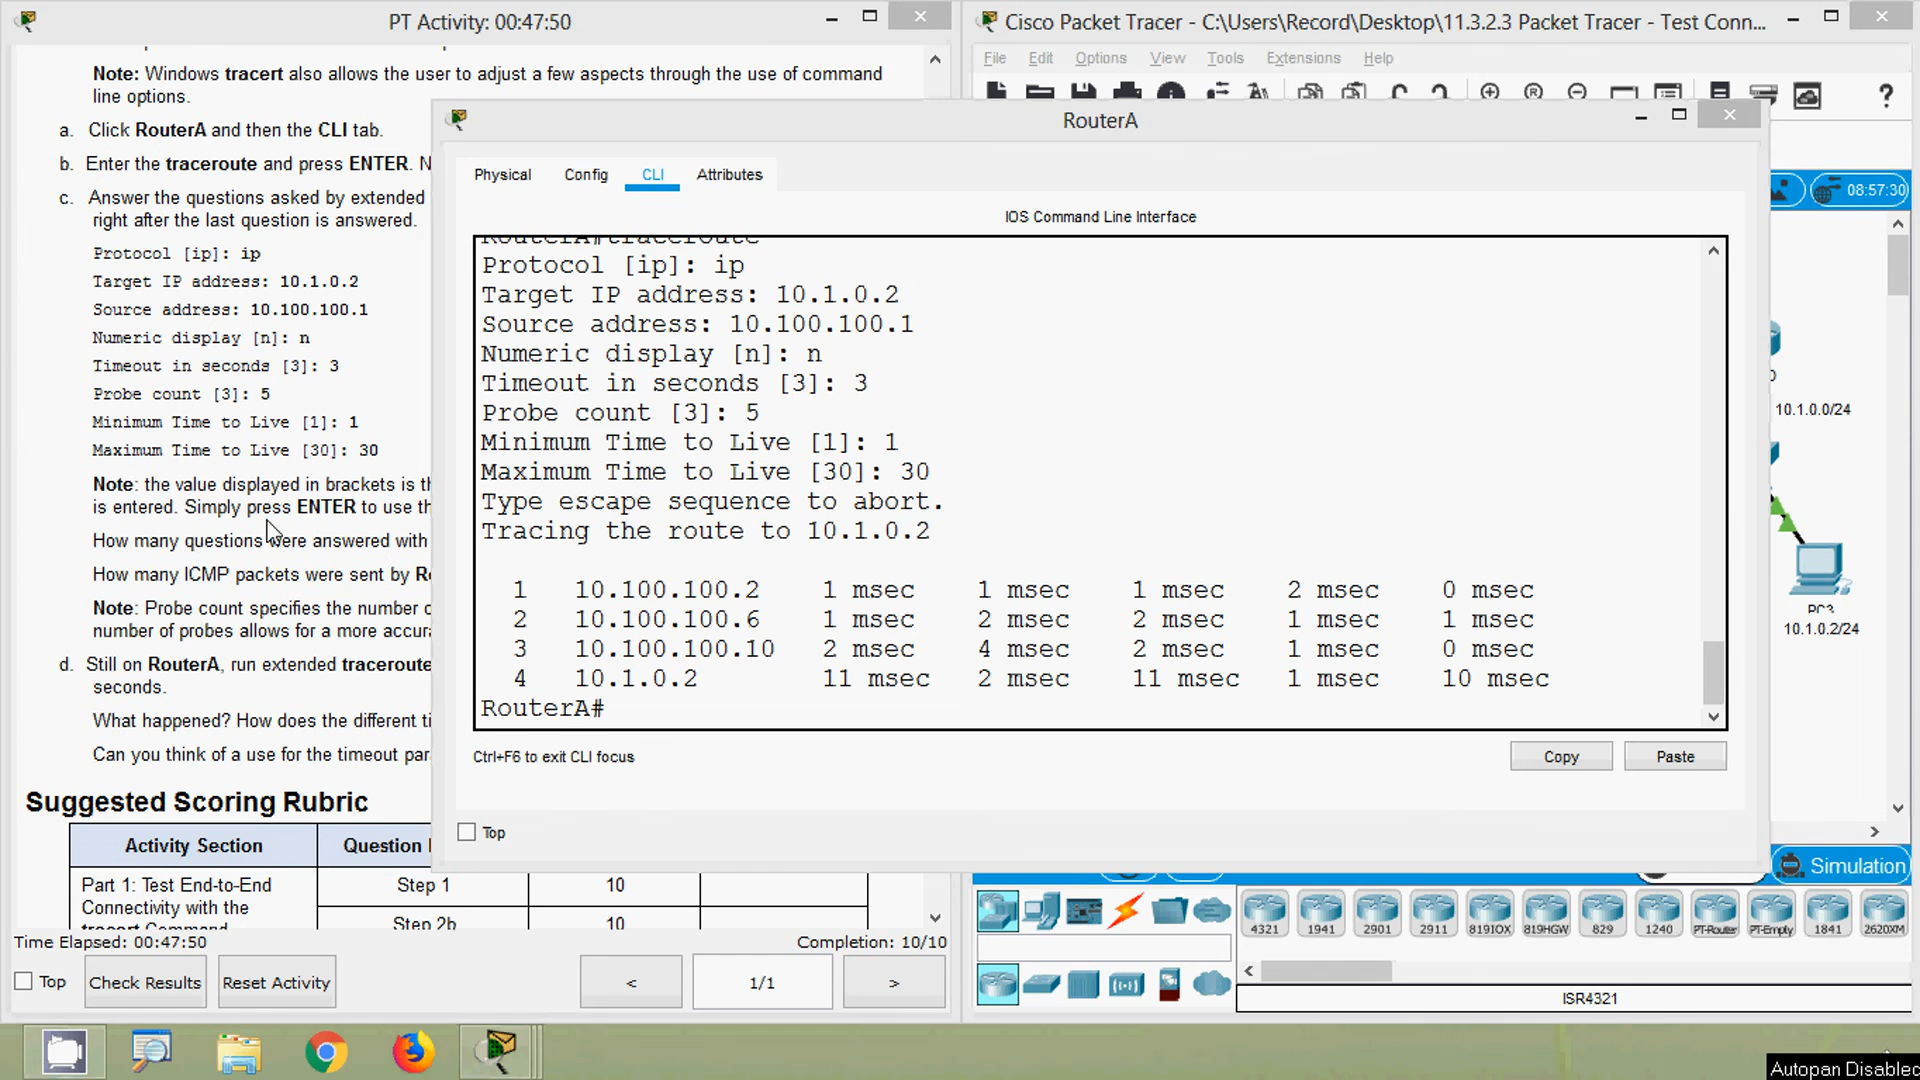 PT Activity: 00:47:50
Note: Windows tracert also allows the user to adjust a few aspects through the use of command
line options.
a. Click RouterA and then the CLI tab.
b. Enter the traceroute and press ENTER. N
c. Answer the questions asked by extended
right after the last question is answered.
Protocol [ip]: ip
Target IP address: 10.1.0.2
Source address: 10.100.100.1
Numeric display [n]: n
Timeout in seconds [3]: 3
Probe count [3]: 5
Minimum Time to Live [1]: 1
Maximum Time to Live [30]: 30
Note: the value displayed in brackets is th
is entered. Simply press ENTER to use th
How many questions were answered with
How many ICMP packets were sent by Ro
Note: Probe count specifies the number o
number of probes allows for a more accura
d. Still on RouterA, run extended traceroute
seconds.
What happened? How does the different ti
Can you think of a use for the timeout par
Suggested Scoring Rubric
Activity Section
Question
Part 1: Test End-to-End
Connectivity with the
tracert Command
Step 1
10
Step 2b
10
Time Elapsed: 00:47:50
Completion: 10/10
Top
Check Results
Reset Activity
<
1/1
>
Cisco Packet Tracer - C:\Users\Record\Desktop\11.3.2.3 Packet Tracer - Test Conn...
File Edit Options View Tools Extensions Help
?
RouterA
Physical Config CLI Attributes
IOS Command Line Interface
RouterA#traceroute
Protocol [ip]: ip
Target IP address: 10.1.0.2
Source address: 10.100.100.1
Numeric display [n]: n
Timeout in seconds [3]: 3
Probe count [3]: 5
Minimum Time to Live [1]: 1
Maximum Time to Live [30]: 30
Type escape sequence to abort.
Tracing the route to 10.1.0.2
1 10.100.100.2 1 msec 1 msec 1 msec 2 msec 0 msec
2 10.100.100.6 1 msec 2 msec 2 msec 1 msec 1 msec
3 10.100.100.10 2 msec 4 msec 2 msec 1 msec 0 msec
4 10.1.0.2 11 msec 2 msec 11 msec 1 msec 10 msec
RouterA#
Ctrl+F6 to exit CLI focus
Copy
Paste
Top
08:57:30
10.1.0.0/24
PC3
10.1.0.2/24
Simulation
4321 1941 2901 2911 819IOX 819HGW 829 1240 PT-Router PT-Empty 1841 2620XM
ISR4321
Autopan Disabled